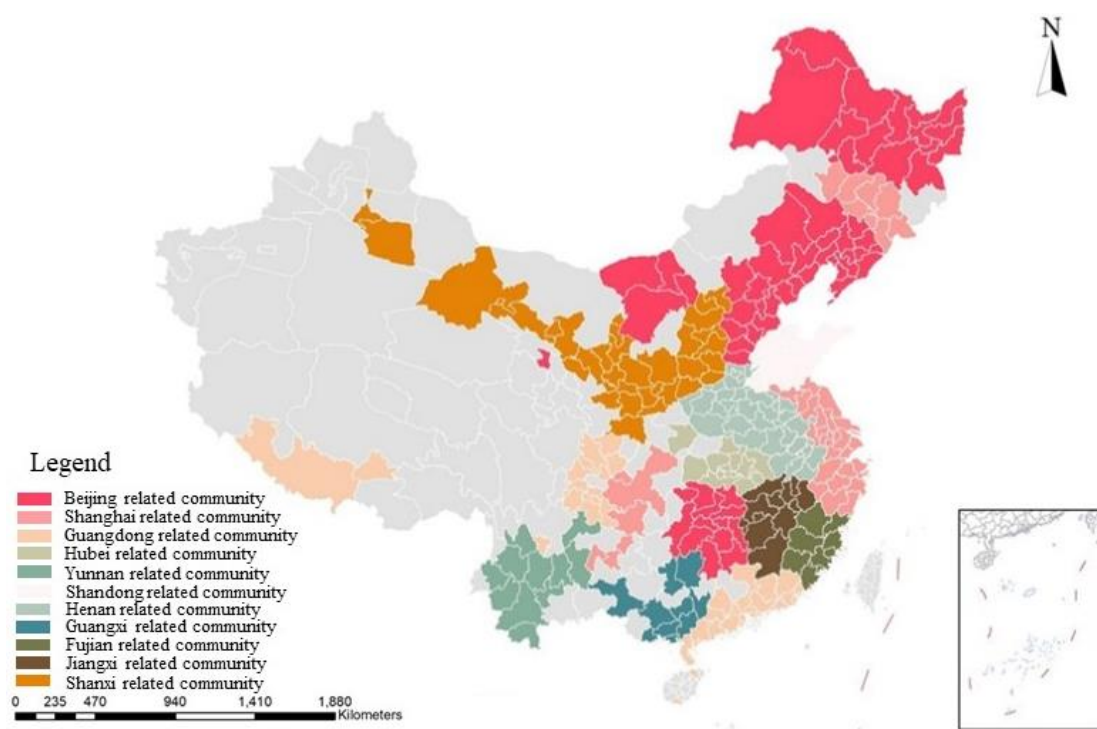 N
Legend
Beijing related community
Shanghai related community
Guangdong related community
Hubei related community
Yunnan related community
Shandong related community
Henan related community
Guangxi related community
Fujian related community
Jiangxi related community
Shanxi related community
0 235 470 940 1,410 1,880
Kilometers